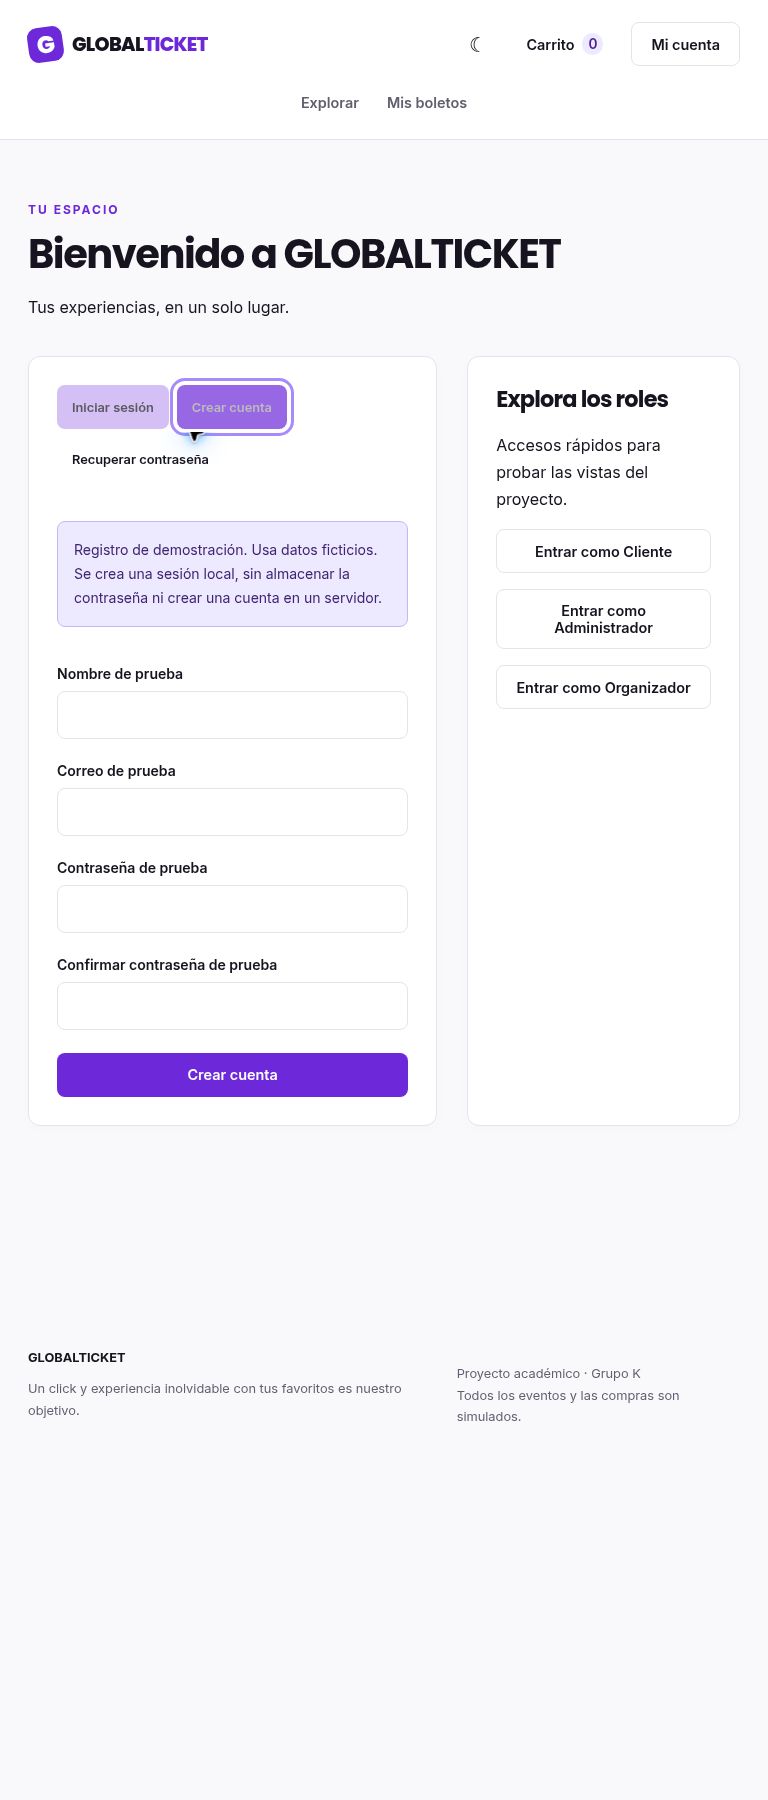 G GLOBALTICKET
☾
Carrito 0
Mi cuenta
Explorar
Mis boletos
TU ESPACIO
Bienvenido a GLOBALTICKET
Tus experiencias, en un solo lugar.
Iniciar sesión
Crear cuenta
Recuperar contraseña
Registro de demostración. Usa datos ficticios.
Se crea una sesión local, sin almacenar la
contraseña ni crear una cuenta en un servidor.
Nombre de prueba
Correo de prueba
Contraseña de prueba
Confirmar contraseña de prueba
Crear cuenta
Explora los roles
Accesos rápidos para
probar las vistas del
proyecto.
Entrar como Cliente
Entrar como
Administrador
Entrar como Organizador
GLOBALTICKET
Un click y experiencia inolvidable con tus favoritos es nuestro
objetivo.
Proyecto académico · Grupo K
Todos los eventos y las compras son
simulados.